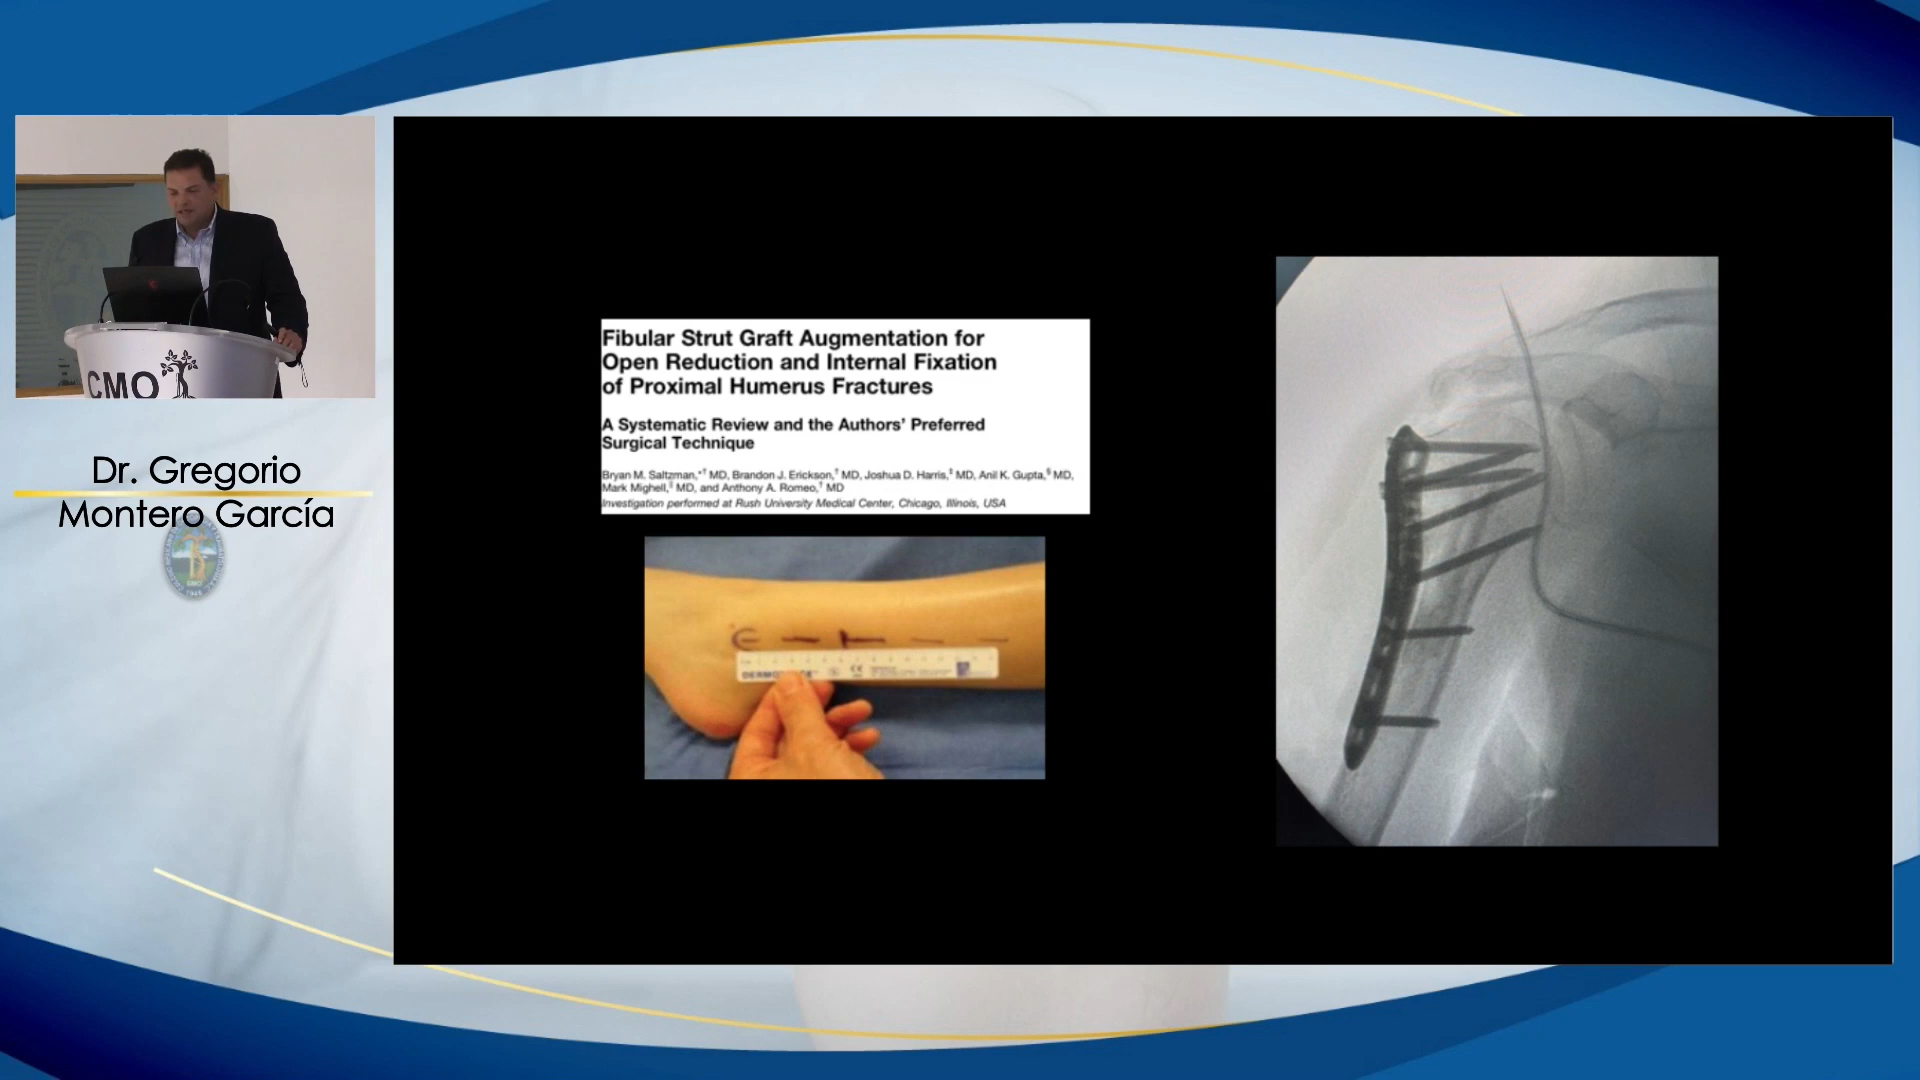 CMO
Dr. Gregorio
Montero García
Fibular Strut Graft Augmentation for
Open Reduction and Internal Fixation
of Proximal Humerus Fractures
A Systematic Review and the Authors’ Preferred
Surgical Technique
Bryan M. Saltzman,*† MD, Brandon J. Erickson,† MD, Joshua D. Harris,‡ MD, Anil K. Gupta,§ MD,
Mark Mighell,|| MD, and Anthony A. Romeo,† MD
Investigation performed at Rush University Medical Center, Chicago, Illinois, USA